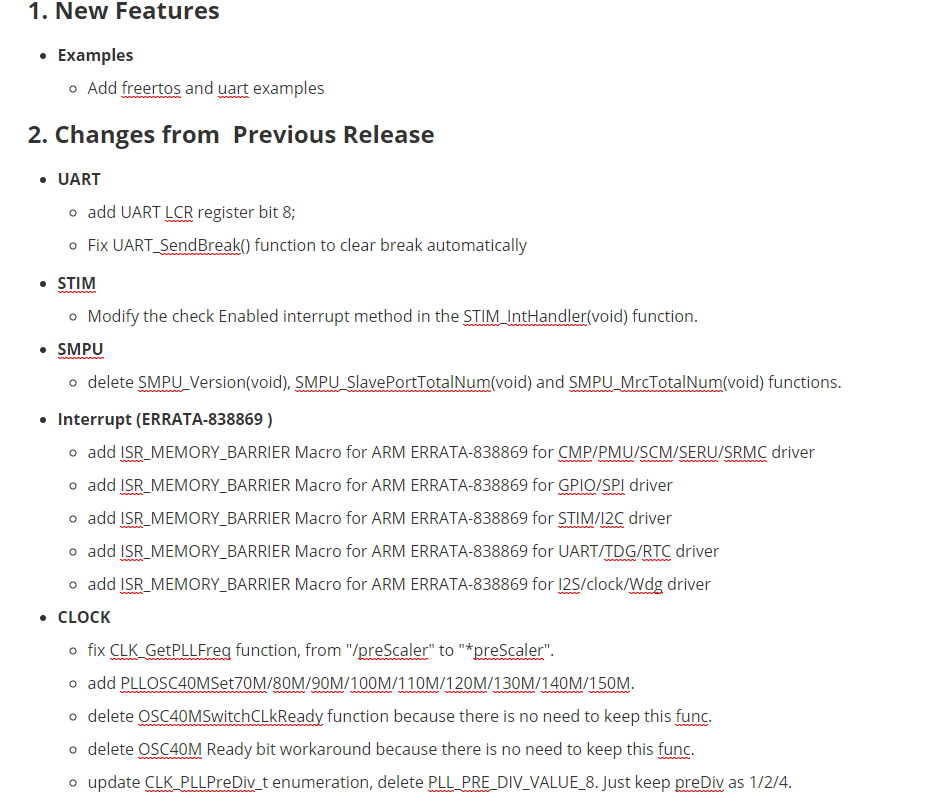 1. New Features
• Examples
◦ Add freertos and uart examples
2. Changes from  Previous Release
• UART
◦ add UART LCR register bit 8;
◦ Fix UART_SendBreak() function to clear break automatically
• STIM
◦ Modify the check Enabled interrupt method in the STIM_IntHandler(void) function.
• SMPU
◦ delete SMPU_Version(void), SMPU_SlavePortTotalNum(void) and SMPU_MrcTotalNum(void) functions.
• Interrupt (ERRATA-838869 )
◦ add ISR_MEMORY_BARRIER Macro for ARM ERRATA-838869 for CMP/PMU/SCM/SERU/SRMC driver
◦ add ISR_MEMORY_BARRIER Macro for ARM ERRATA-838869 for GPIO/SPI driver
◦ add ISR_MEMORY_BARRIER Macro for ARM ERRATA-838869 for STIM/I2C driver
◦ add ISR_MEMORY_BARRIER Macro for ARM ERRATA-838869 for UART/TDG/RTC driver
◦ add ISR_MEMORY_BARRIER Macro for ARM ERRATA-838869 for I2S/clock/Wdg driver
• CLOCK
◦ fix CLK_GetPLLFreq function, from "/preScaler" to "*preScaler".
◦ add PLLOSC40MSet70M/80M/90M/100M/110M/120M/130M/140M/150M.
◦ delete OSC40MSwitchCLkReady function because there is no need to keep this func.
◦ delete OSC40M Ready bit workaround because there is no need to keep this func.
◦ update CLK_PLLPreDiv_t enumeration, delete PLL_PRE_DIV_VALUE_8. Just keep preDiv as 1/2/4.